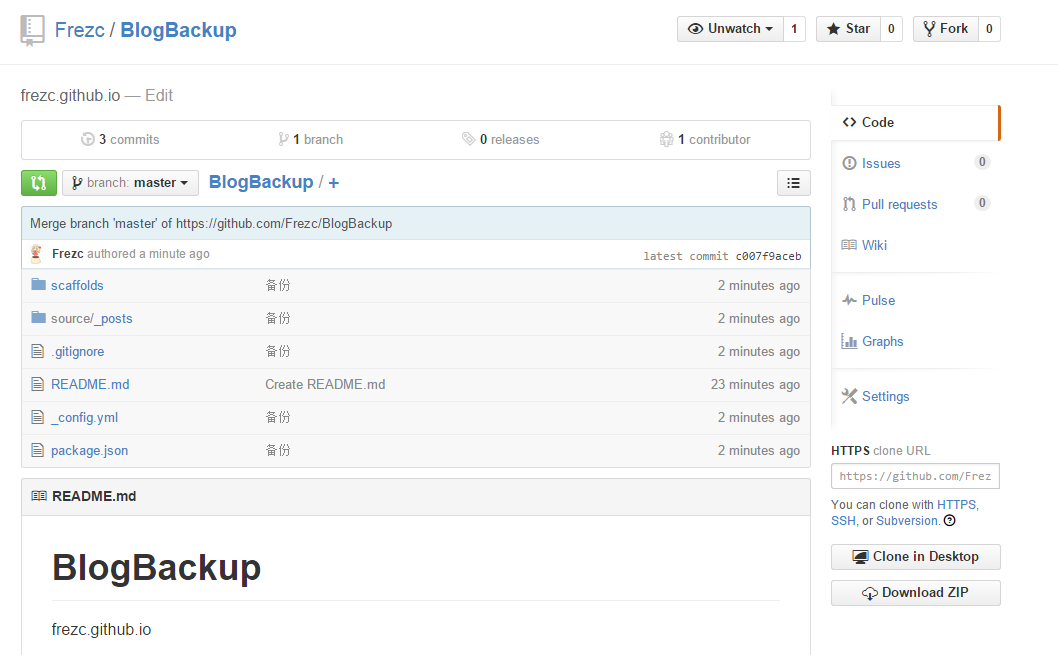 Frezc / BlogBackup
Unwatch 1 Star 0 Fork 0
frezc.github.io — Edit
3 commits 1 branch 0 releases 1 contributor
branch: master BlogBackup / +
Merge branch 'master' of https://github.com/Frezc/BlogBackup
Frezc authored a minute ago latest commit c007f9aceb
scaffolds 备份 2 minutes ago
source/_posts 备份 2 minutes ago
.gitignore 备份 2 minutes ago
README.md Create README.md 23 minutes ago
_config.yml 备份 2 minutes ago
package.json 备份 2 minutes ago
README.md
BlogBackup
frezc.github.io
Code
Issues 0
Pull requests 0
Wiki
Pulse
Graphs
Settings
HTTPS clone URL
https://github.com/Frez
You can clone with HTTPS,
SSH, or Subversion.
Clone in Desktop
Download ZIP